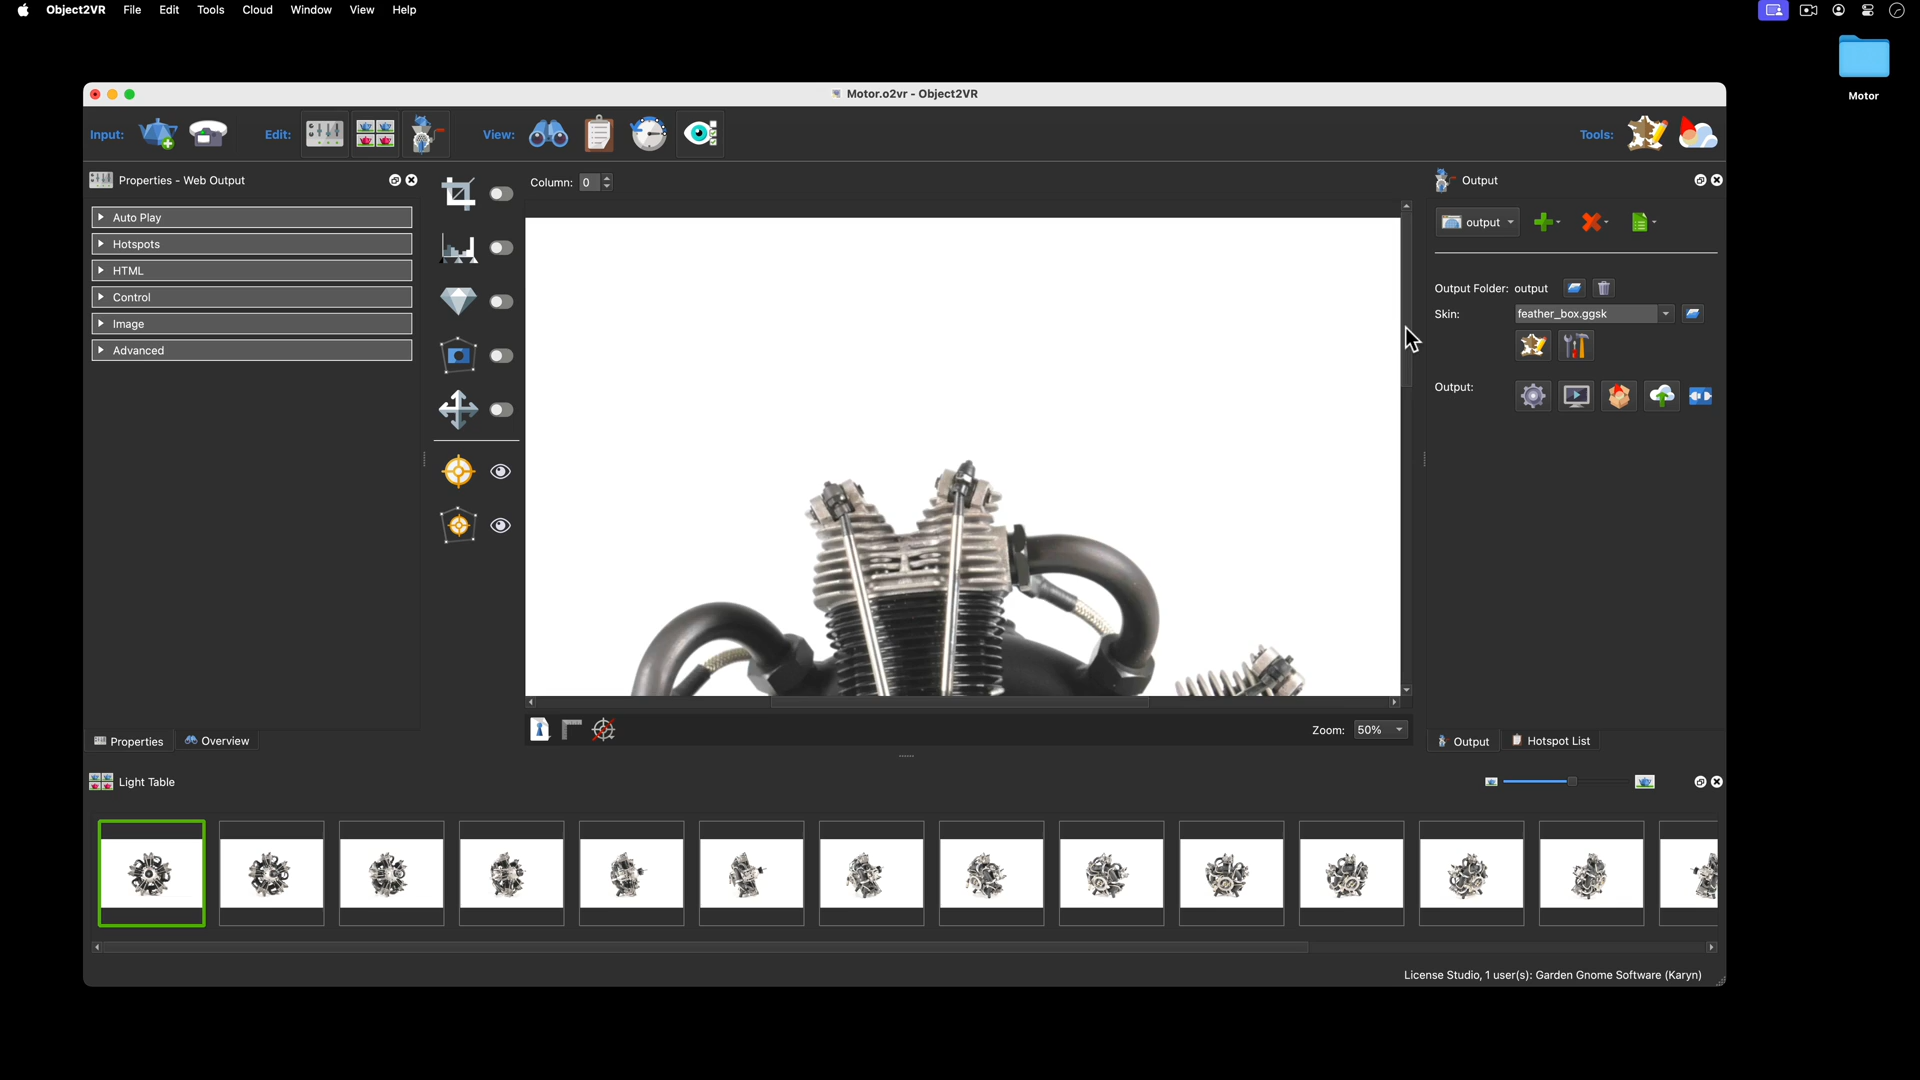 Object2VR File Edit Tools Cloud Window View Help
Motor
Motor.o2vr - Object2VR
Input: Edit: View: Tools:
Properties - Web Output
Auto Play
Hotspots
HTML
Control
Image
Advanced
Properties Overview
Column: 0
Zoom: 50%
Output
output
Output Folder: output
Skin: feather_box.ggsk
Output:
Output Hotspot List
Light Table
License Studio, 1 user(s): Garden Gnome Software (Karyn)